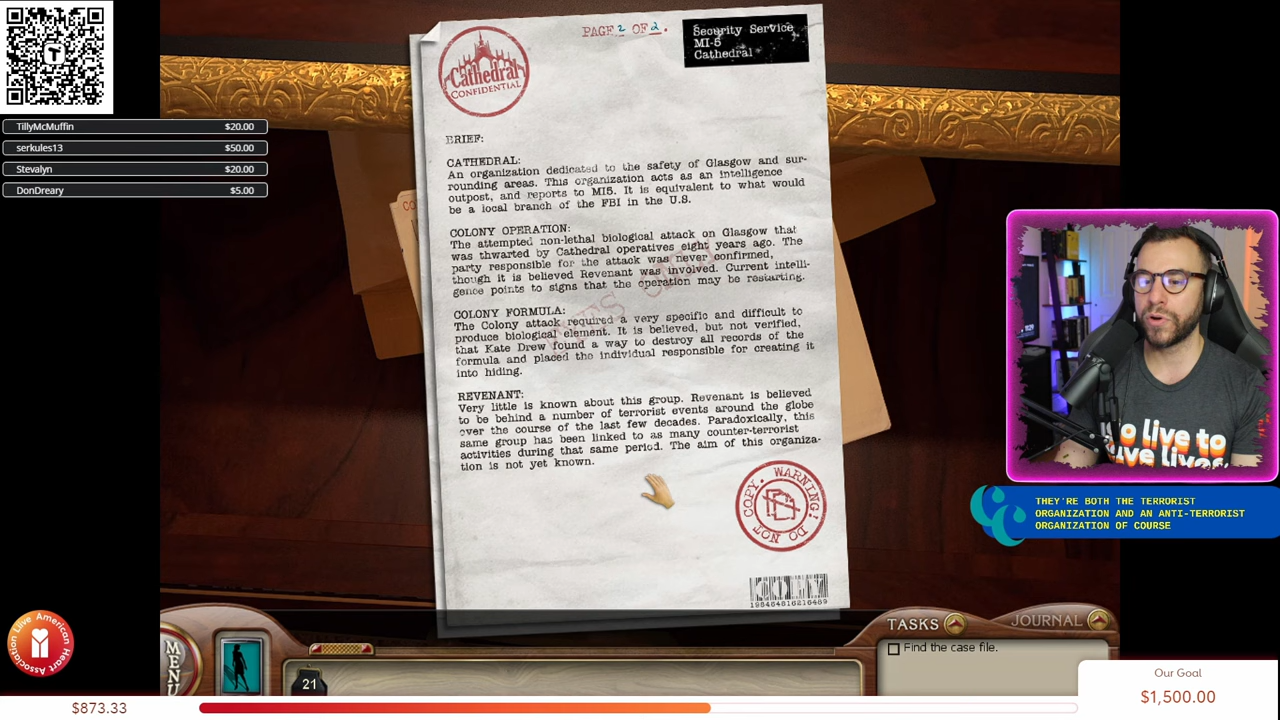 TillyMcMuffin $20.00
serkules13 $50.00
Stevalyn $20.00
DonDreary $5.00
Cathedral
CONFIDENTIAL
PAGE 2 OF 2.
Security Service
MI-5
Cathedral
BRIEF:
CATHEDRAL:
An organization dedicated to the safety of Glasgow and sur-
rounding areas. This organization acts as an intelligence
outpost, and reports to MI5. It is equivalent to what would
be a local branch of the FBI in the U.S.
COLONY OPERATION:
The attempted non-lethal biological attack on Glasgow that
was thwarted by Cathedral operatives eight years ago. The
party responsible for the attack was never confirmed,
though it is believed Revenant was involved. Current intelli-
gence points to signs that the operation may be restarting.
COLONY FORMULA:
The Colony attack required a very specific and difficult to
produce biological element. It is believed, but not verified,
that Kate Drew found a way to destroy all records of the
formula and placed the individual responsible for creating it
into hiding.
REVENANT:
Very little is known about this group. Revenant is believed
to be behind a number of terrorist events around the globe
over the course of the last few decades. Paradoxically, this
same group has been linked to as many counter-terrorist
activities during that same period. The aim of this organiza-
tion is not yet known.
WARNING! DO NOT COPY.
198464816216489
o live to
ve lives
THEY'RE BOTH THE TERRORIST
ORGANIZATION AND AN ANTI-TERRORIST
ORGANIZATION OF COURSE
American Heart Association Live
MENU
21
TASKS
JOURNAL
Find the case file.
Our Goal
$1,500.00
$873.33